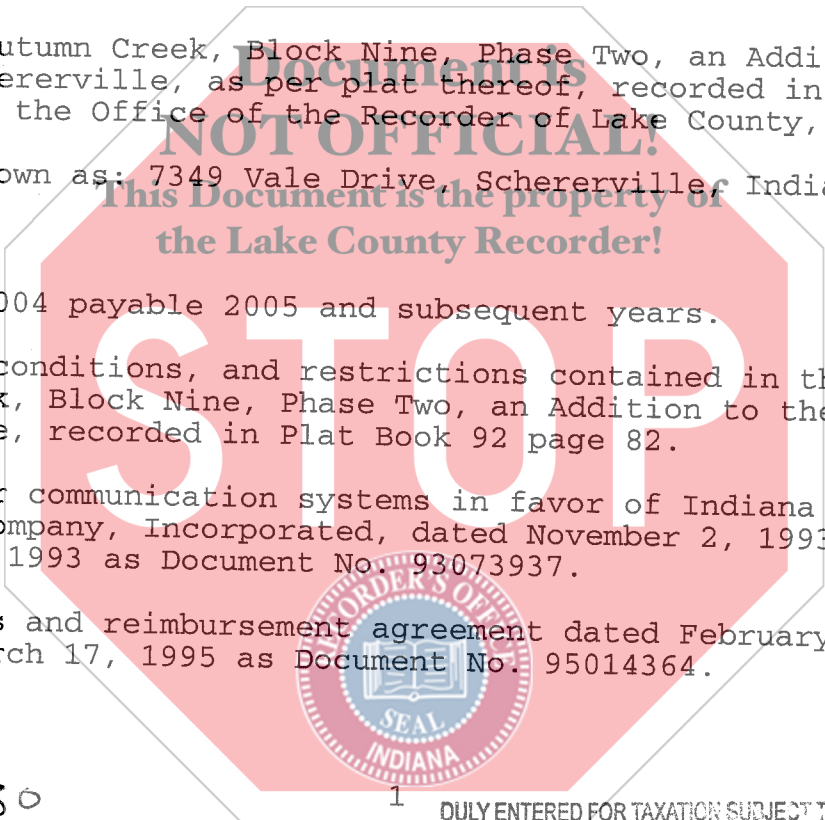 utumn Creek, Block Nine, Phase Two, an Addi
Document is
ererville, as per plat thereof, recorded in
the Office of the Recorder of Lake County,
NOT OFFICIAL!
own as: 7349 Vale Drive, Schererville, India
This Document is the property of
the Lake County Recorder!
004 payable 2005 and subsequent years.
STOP
conditions, and restrictions contained in th
k, Block Nine, Phase Two, an Addition to the
e, recorded in Plat Book 92 page 82.
r communication systems in favor of Indiana
ompany, Incorporated, dated November 2, 1993
1993 as Document No. 93073937.
s and reimbursement agreement dated February
rch 17, 1995 as Document No. 95014364.
RECORDER'S OFFICE
SEAL
INDIANA
1
DULY ENTERED FOR TAXATION SUBJECT T